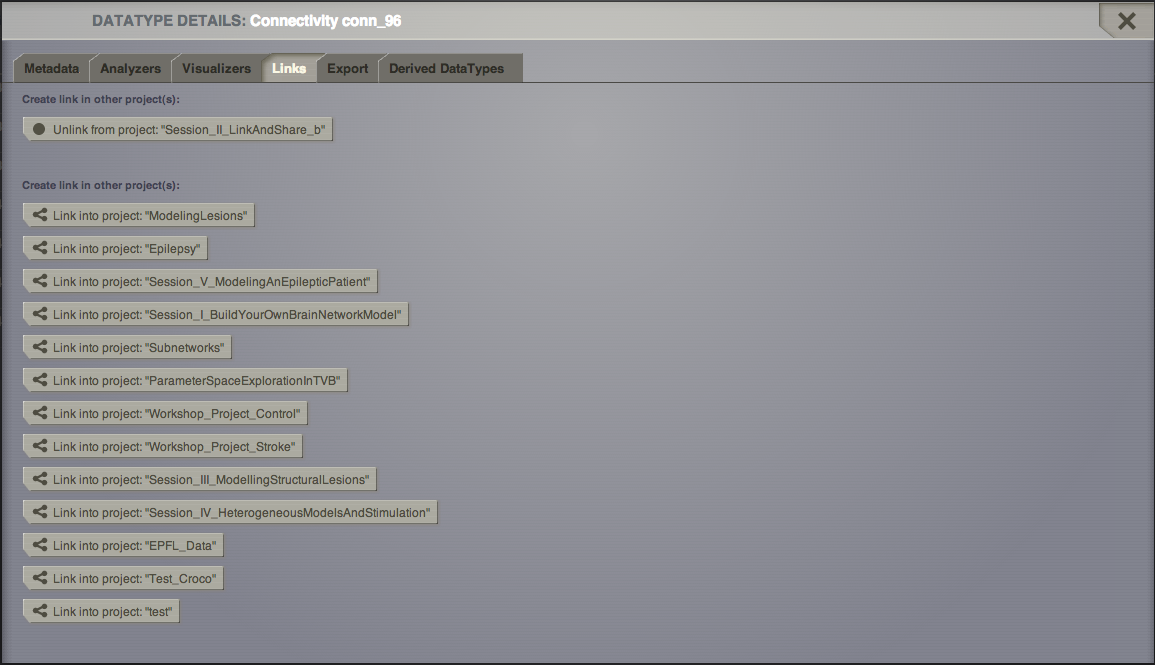 DATATYPE DETAILS: Connectivity conn_96
Metadata Analyzers Visualizers Links Export Derived DataTypes
Create link in other project(s):
Unlink from project: "Session_II_LinkAndShare_b"
Create link in other project(s):
Link into project: "ModelingLesions"
Link into project: "Epilepsy"
Link into project: "Session_V_ModelingAnEpilepticPatient"
Link into project: "Session_I_BuildYourOwnBrainNetworkModel"
Link into project: "Subnetworks"
Link into project: "ParameterSpaceExplorationInTVB"
Link into project: "Workshop_Project_Control"
Link into project: "Workshop_Project_Stroke"
Link into project: "Session_III_ModellingStructuralLesions"
Link into project: "Session_IV_HeterogeneousModelsAndStimulation"
Link into project: "EPFL_Data"
Link into project: "Test_Croco"
Link into project: "test"